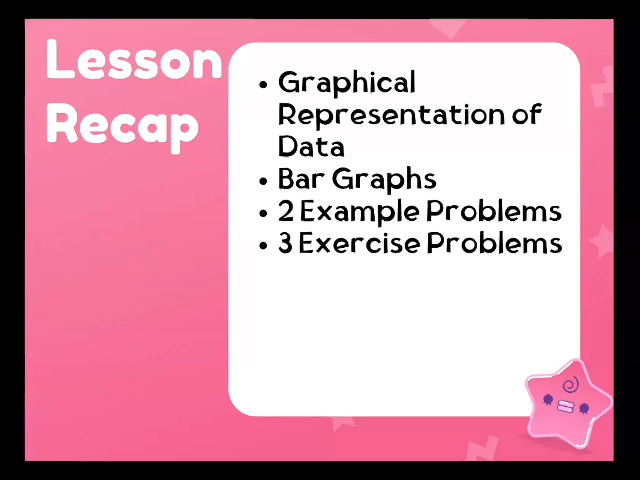 Lesson
Recap
• Graphical
Representation of
Data
• Bar Graphs
• 2 Example Problems
• 3 Exercise Problems